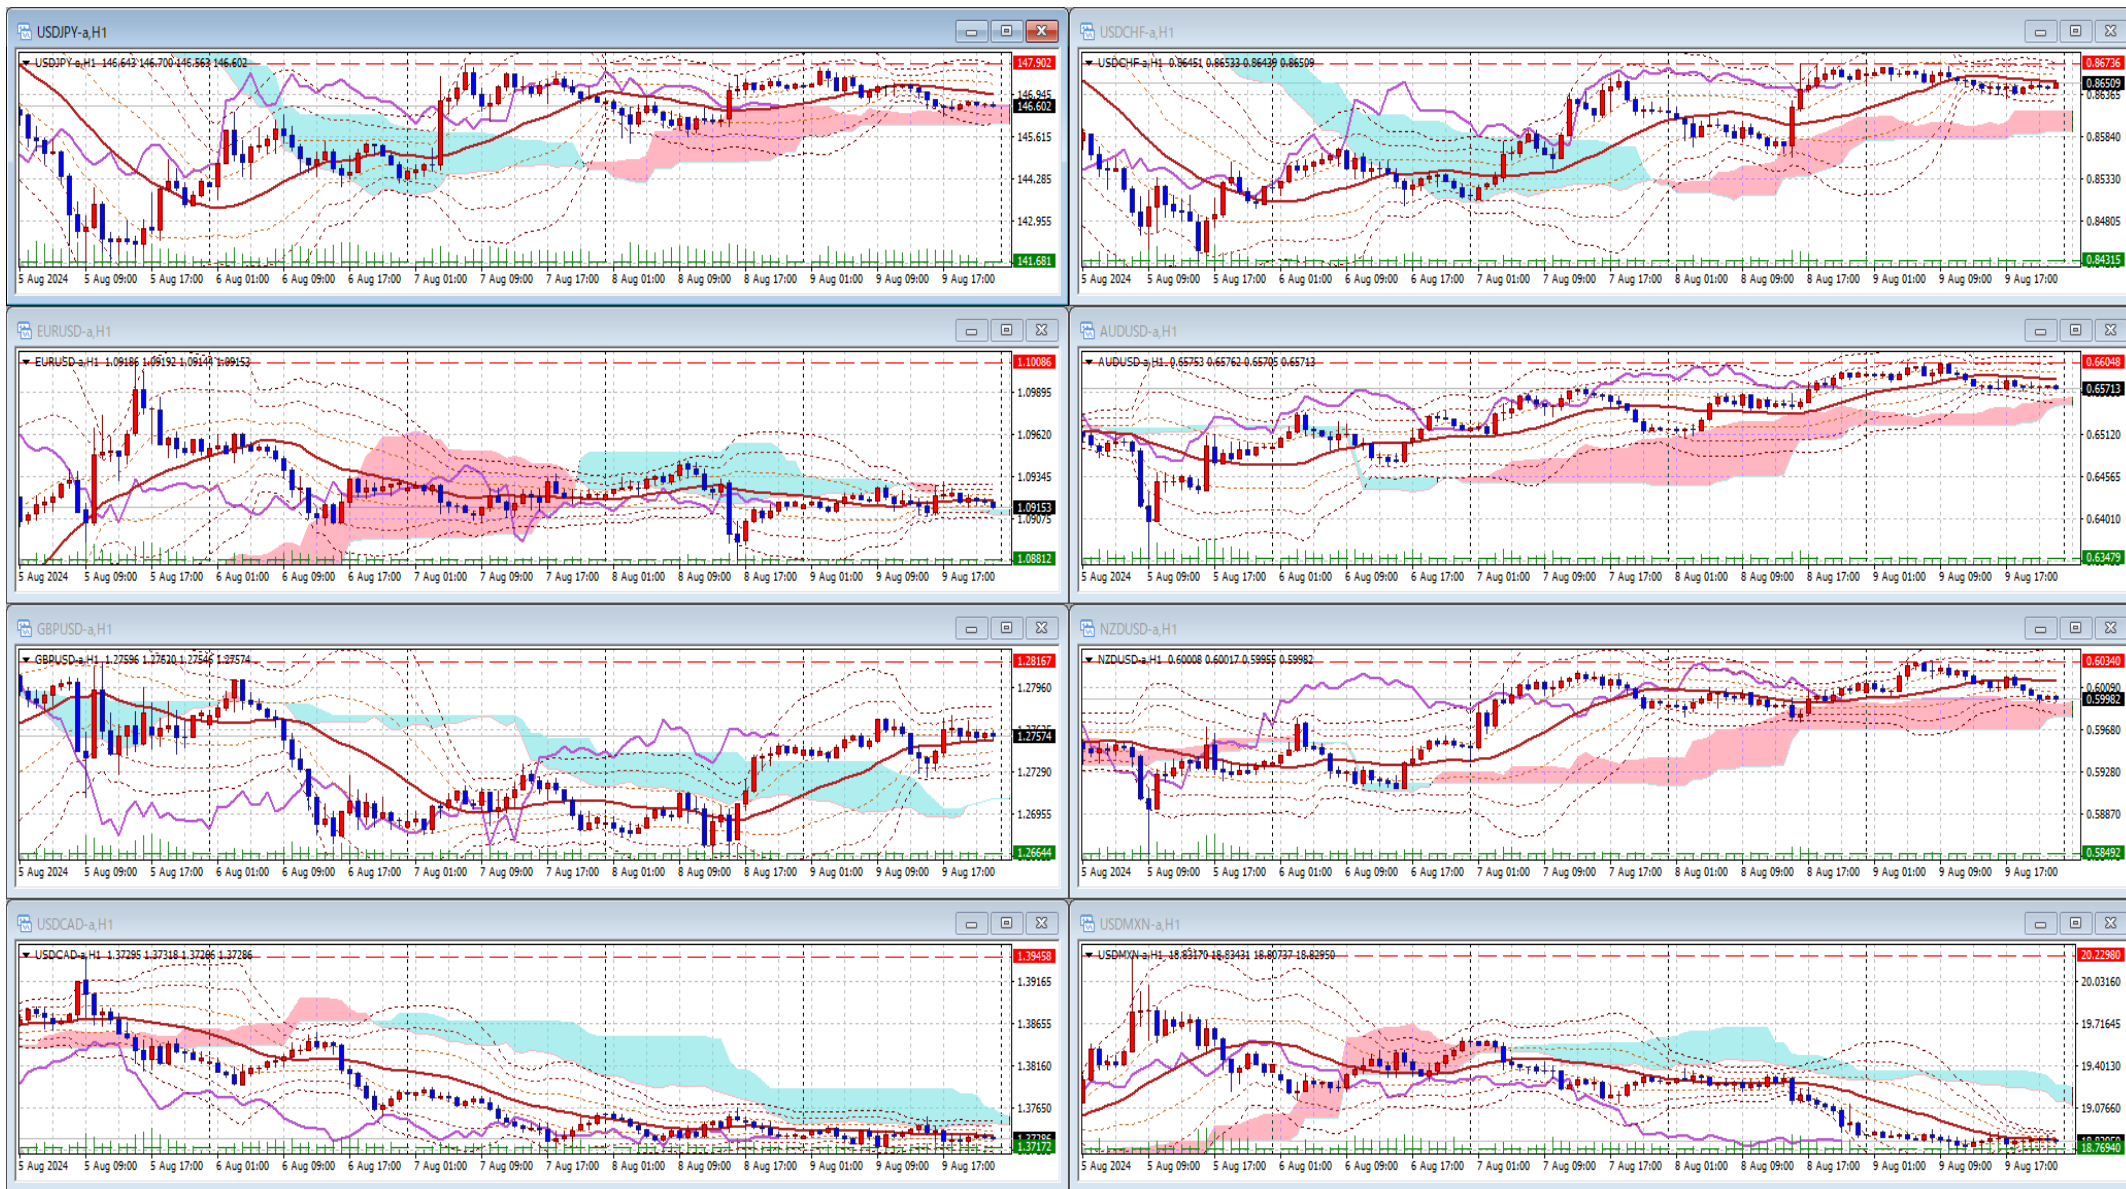 USDJPY-a,H1
USDJPY-a,H1 146.643 146.700 146.563 146.602
147.902
146.945
146.602
145.615
144.285
142.955
141.681
5 Aug 2024 5 Aug 09:00 5 Aug 17:00 6 Aug 01:00 6 Aug 09:00 6 Aug 17:00 7 Aug 01:00 7 Aug 09:00 7 Aug 17:00 8 Aug 01:00 8 Aug 09:00 8 Aug 17:00 9 Aug 01:00 9 Aug 09:00 9 Aug 17:00
USDCHF-a,H1
USDCHF-a,H1 0.86451 0.86533 0.86439 0.86509
0.86736
0.86509
0.86365
0.85840
0.85330
0.84805
0.84315
5 Aug 2024 5 Aug 09:00 5 Aug 17:00 6 Aug 01:00 6 Aug 09:00 6 Aug 17:00 7 Aug 01:00 7 Aug 09:00 7 Aug 17:00 8 Aug 01:00 8 Aug 09:00 8 Aug 17:00 9 Aug 01:00 9 Aug 09:00 9 Aug 17:00
EURUSD-a,H1
EURUSD-a,H1 1.09186 1.09192 1.09144 1.09153
1.10086
1.09895
1.09620
1.09345
1.09153
1.09075
1.08812
5 Aug 2024 5 Aug 09:00 5 Aug 17:00 6 Aug 01:00 6 Aug 09:00 6 Aug 17:00 7 Aug 01:00 7 Aug 09:00 7 Aug 17:00 8 Aug 01:00 8 Aug 09:00 8 Aug 17:00 9 Aug 01:00 9 Aug 09:00 9 Aug 17:00
AUDUSD-a,H1
AUDUSD-a,H1 0.65753 0.65762 0.65705 0.65713
0.66048
0.65713
0.65120
0.64565
0.64010
0.63479
5 Aug 2024 5 Aug 09:00 5 Aug 17:00 6 Aug 01:00 6 Aug 09:00 6 Aug 17:00 7 Aug 01:00 7 Aug 09:00 7 Aug 17:00 8 Aug 01:00 8 Aug 09:00 8 Aug 17:00 9 Aug 01:00 9 Aug 09:00 9 Aug 17:00
GBPUSD-a,H1
GBPUSD-a,H1 1.27596 1.27620 1.27546 1.27574
1.28167
1.27960
1.27574
1.27290
1.26955
1.26644
5 Aug 2024 5 Aug 09:00 5 Aug 17:00 6 Aug 01:00 6 Aug 09:00 6 Aug 17:00 7 Aug 01:00 7 Aug 09:00 7 Aug 17:00 8 Aug 01:00 8 Aug 09:00 8 Aug 17:00 9 Aug 01:00 9 Aug 09:00 9 Aug 17:00
NZDUSD-a,H1
NZDUSD-a,H1 0.60008 0.60017 0.59955 0.59982
0.60340
0.60090
0.59982
0.59680
0.59280
0.58870
0.58492
5 Aug 2024 5 Aug 09:00 5 Aug 17:00 6 Aug 01:00 6 Aug 09:00 6 Aug 17:00 7 Aug 01:00 7 Aug 09:00 7 Aug 17:00 8 Aug 01:00 8 Aug 09:00 8 Aug 17:00 9 Aug 01:00 9 Aug 09:00 9 Aug 17:00
USDCAD-a,H1
USDCAD-a,H1 1.37295 1.37318 1.37286
1.39458
1.39165
1.38655
1.38160
1.37650
1.37286
1.37172
5 Aug 2024 5 Aug 09:00 5 Aug 17:00 6 Aug 01:00 6 Aug 09:00 6 Aug 17:00 7 Aug 01:00 7 Aug 09:00 7 Aug 17:00 8 Aug 01:00 8 Aug 09:00 8 Aug 17:00 9 Aug 01:00 9 Aug 09:00 9 Aug 17:00
USDMXN-a,H1
USDMXN-a,H1 18.83170 18.83431 18.80737 18.82950
20.22980
20.03160
19.71645
19.40130
19.07660
18.76940
5 Aug 2024 5 Aug 09:00 5 Aug 17:00 6 Aug 01:00 6 Aug 09:00 6 Aug 17:00 7 Aug 01:00 7 Aug 09:00 7 Aug 17:00 8 Aug 01:00 8 Aug 09:00 8 Aug 17:00 9 Aug 01:00 9 Aug 09:00 9 Aug 17:00